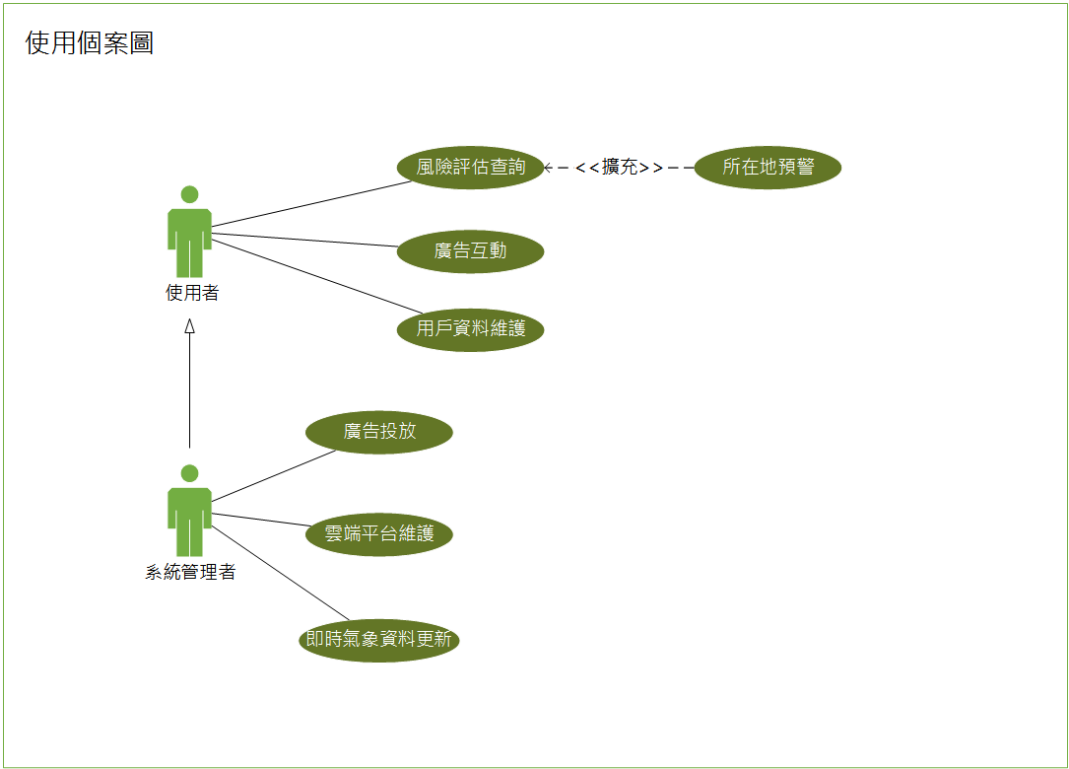 使用個案圖
風險評估查詢
<<擴充>>
所在地預警
廣告互動
使用者
用戶資料維護
廣告投放
雲端平台維護
系統管理者
即時氣象資料更新